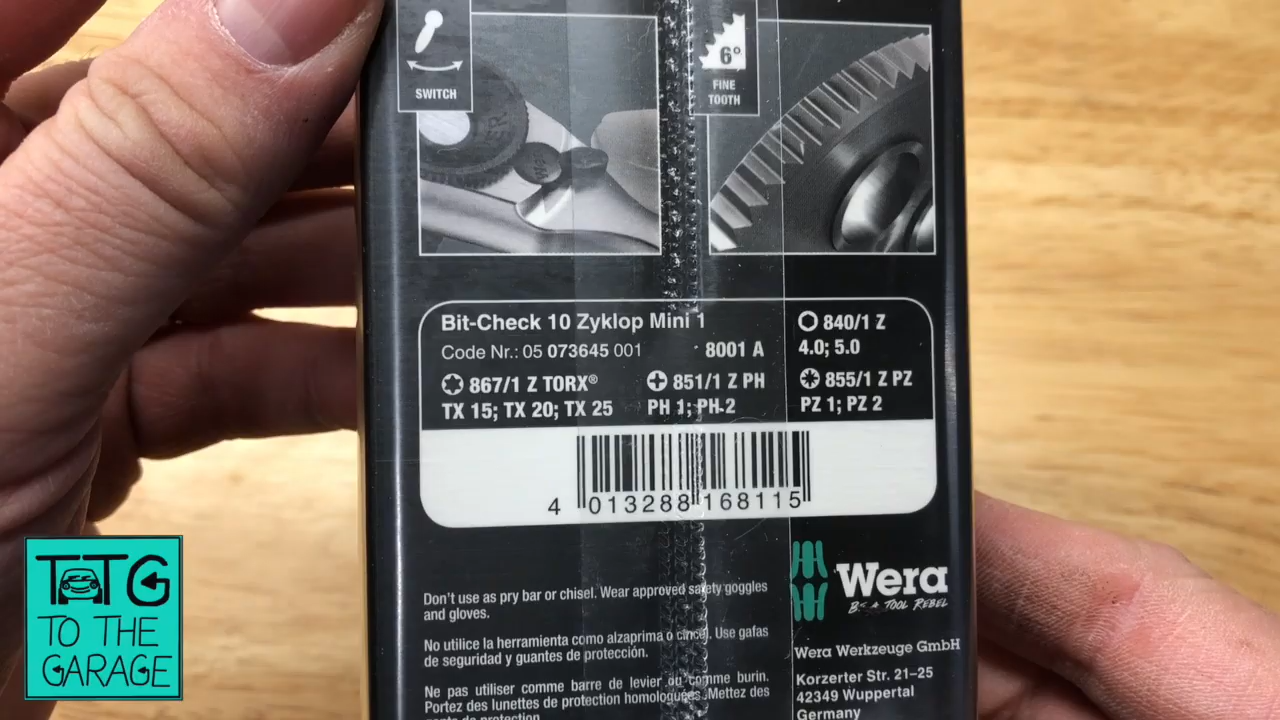 SWITCH
6°
FINE
TOOTH
Bit-Check 10 Zyklop Mini 1
Code Nr.: 05 073645 001
8001 A
840/1 Z
4.0; 5.0
867/1 Z TORX®
TX 15; TX 20; TX 25
851/1 Z PH
PH 1; PH 2
855/1 Z PZ
PZ 1; PZ 2
4 013288 168115
Don't use as pry bar or chisel. Wear approved safety goggles
and gloves.
No utilice la herramienta como alzaprima o cincel. Use gafas
de seguridad y guantes de protección.
Ne pas utiliser comme barre de levier ou comme burin.
Portez des lunettes de protection homologuées. Mettez des
gants de protection.
Wera
BE A TOOL REBEL
Wera Werkzeuge GmbH
Korzerter Str. 21–25
42349 Wuppertal
Germany
TTG
TO THE
GARAGE